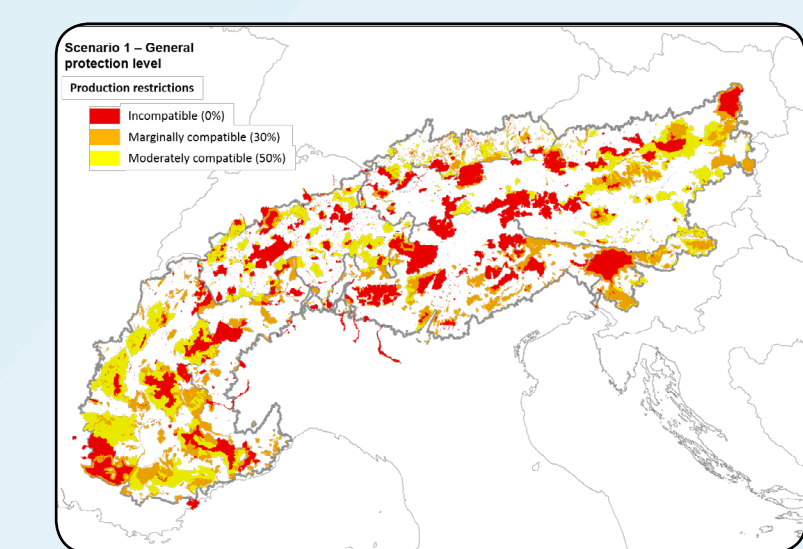 Scenario 1 – General
protection level
Production restrictions
Incompatible (0%)
Marginally compatible (30%)
Moderately compatible (50%)